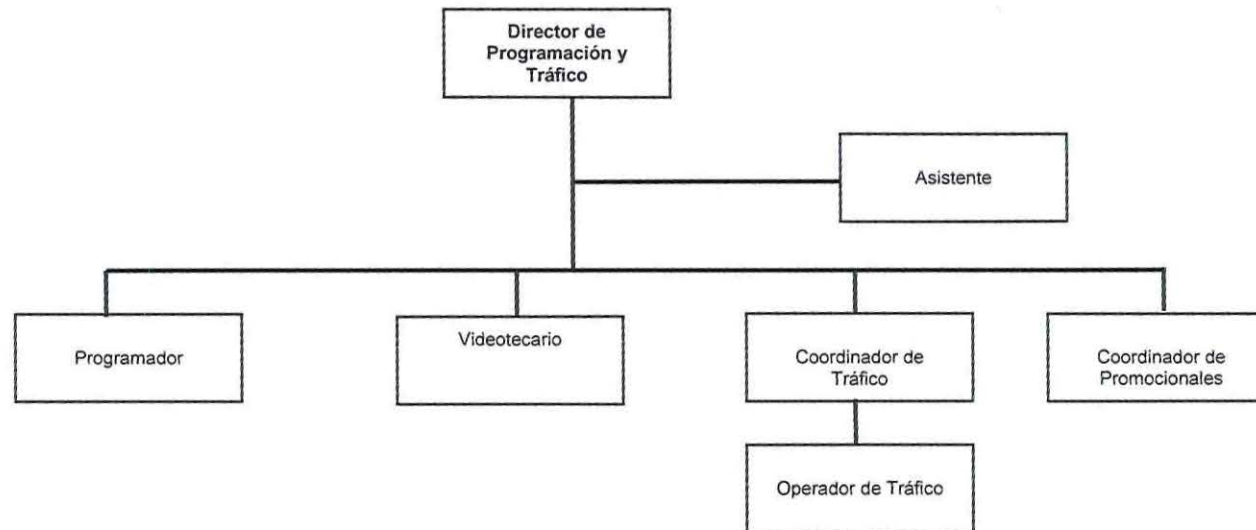 Director de
Programación y
Tráfico
Asistente
Programador
Videotecario
Coordinador de
Tráfico
Coordinador de
Promocionales
Operador de Tráfico